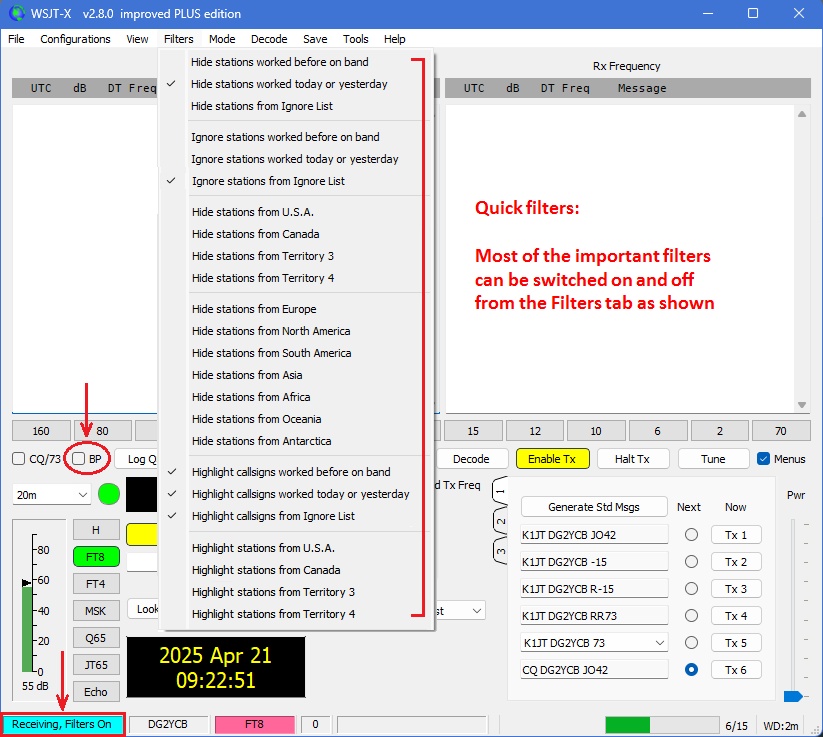 WSJT-X   v2.8.0  improved PLUS edition
File Configurations View Filters Mode Decode Save Tools Help
Rx Frequency
UTC dB DT Freq
UTC dB DT Freq Message
Hide stations worked before on band
Hide stations worked today or yesterday
Hide stations from Ignore List
Ignore stations worked before on band
Ignore stations worked today or yesterday
Ignore stations from Ignore List
Hide stations from U.S.A.
Hide stations from Canada
Hide stations from Territory 3
Hide stations from Territory 4
Hide stations from Europe
Hide stations from North America
Hide stations from South America
Hide stations from Asia
Hide stations from Africa
Hide stations from Oceania
Hide stations from Antarctica
Highlight callsigns worked before on band
Highlight callsigns worked today or yesterday
Highlight callsigns from Ignore List
Highlight stations from U.S.A.
Highlight stations from Canada
Highlight stations from Territory 3
Highlight stations from Territory 4
Quick filters:
Most of the important filters
can be switched on and off
from the Filters tab as shown
160 80 15 12 10 6 2 70
CQ/73 BP Log Q Decode Enable Tx Halt Tx Tune Menus
20m d Tx Freq Pwr
1
2
3
Generate Std Msgs Next Now
K1JT DG2YCB JO42 Tx 1
K1JT DG2YCB -15 Tx 2
K1JT DG2YCB R-15 Tx 3
K1JT DG2YCB RR73 Tx 4
K1JT DG2YCB 73 Tx 5
CQ DG2YCB JO42 Tx 6
80
60
40
20
0
55 dB
H
FT8
FT4
MSK
Q65
JT65
Echo
Look
st
2025 Apr 21
09:22:51
Receiving, Filters On DG2YCB FT8 0 6/15 WD:2m